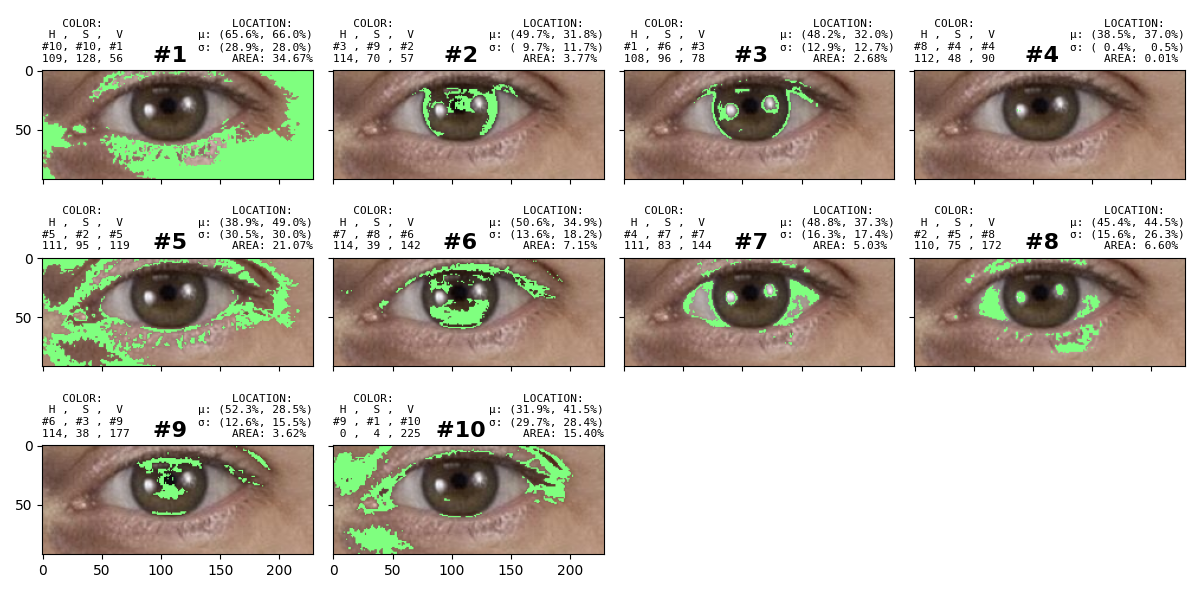 COLOR: LOCATION:
H , S , V μ: (65.6%, 66.0%)
#10, #10, #1 #1 σ: (28.9%, 28.0%)
109, 128, 56 AREA: 34.67%
COLOR: LOCATION:
H , S , V μ: (49.7%, 31.8%)
#3 , #9 , #2 #2 σ: ( 9.7%, 11.7%)
114, 70 , 57 AREA: 3.77%
COLOR: LOCATION:
H , S , V μ: (48.2%, 32.0%)
#1 , #6 , #3 #3 σ: (12.9%, 12.7%)
108, 96 , 78 AREA: 2.68%
COLOR: LOCATION:
H , S , V μ: (38.5%, 37.0%)
#8 , #4 , #4 #4 σ: ( 0.4%, 0.5%)
112, 48 , 90 AREA: 0.01%
0
50
COLOR: LOCATION:
H , S , V μ: (38.9%, 49.0%)
#5 , #2 , #5 #5 σ: (30.5%, 30.0%)
111, 95 , 119 AREA: 21.07%
COLOR: LOCATION:
H , S , V μ: (50.6%, 34.9%)
#7 , #8 , #6 #6 σ: (13.6%, 18.2%)
114, 39 , 142 AREA: 7.15%
COLOR: LOCATION:
H , S , V μ: (48.8%, 37.3%)
#4 , #7 , #7 #7 σ: (16.3%, 17.4%)
111, 83 , 144 AREA: 5.03%
COLOR: LOCATION:
H , S , V μ: (45.4%, 44.5%)
#2 , #5 , #8 #8 σ: (15.6%, 26.3%)
110, 75 , 172 AREA: 6.60%
0
50
COLOR: LOCATION:
H , S , V μ: (52.3%, 28.5%)
#6 , #3 , #9 #9 σ: (12.6%, 15.5%)
114, 38 , 177 AREA: 3.62%
COLOR: LOCATION:
H , S , V μ: (31.9%, 41.5%)
#9 , #1 , #10 #10 σ: (29.7%, 28.4%)
0 , 4 , 225 AREA: 15.40%
0
50
0 50 100 150 200
0 50 100 150 200